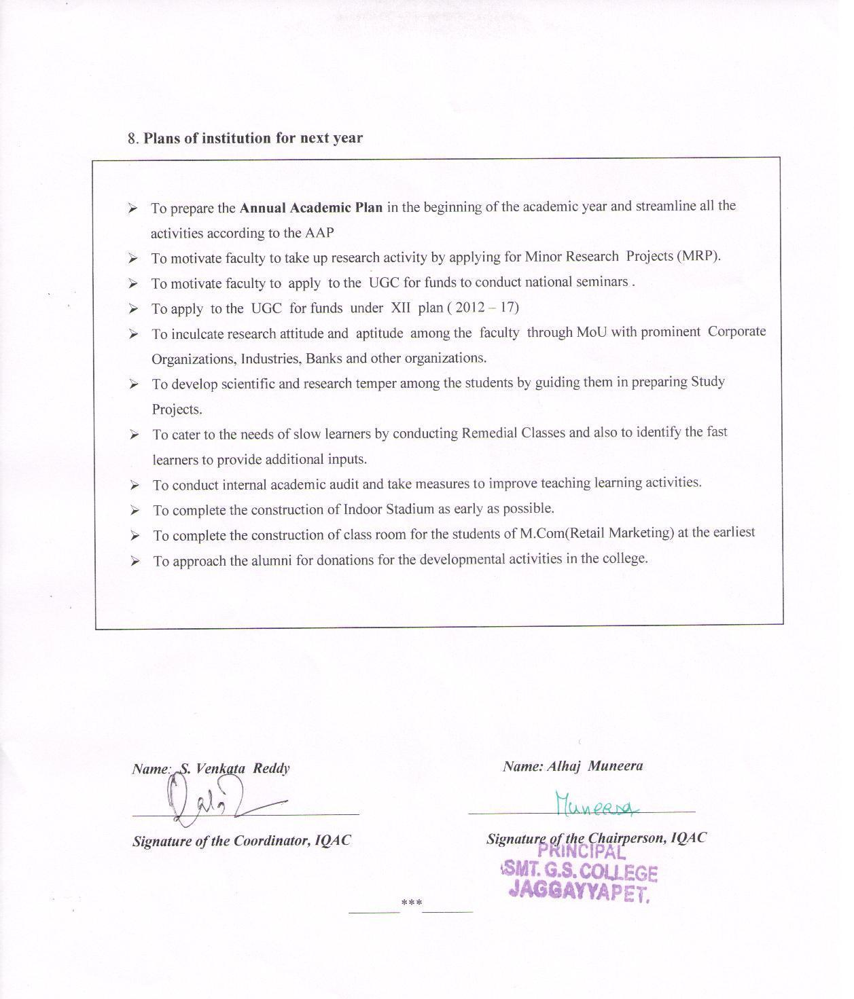 8. Plans of institution for next year
➢ To prepare the Annual Academic Plan in the beginning of the academic year and streamline all the
activities according to the AAP
➢ To motivate faculty to take up research activity by applying for Minor Research Projects (MRP).
➢ To motivate faculty to apply to the UGC for funds to conduct national seminars .
➢ To apply to the UGC for funds under XII plan ( 2012 – 17)
➢ To inculcate research attitude and aptitude among the faculty through MoU with prominent Corporate
Organizations, Industries, Banks and other organizations.
➢ To develop scientific and research temper among the students by guiding them in preparing Study
Projects.
➢ To cater to the needs of slow learners by conducting Remedial Classes and also to identify the fast
learners to provide additional inputs.
➢ To conduct internal academic audit and take measures to improve teaching learning activities.
➢ To complete the construction of Indoor Stadium as early as possible.
➢ To complete the construction of class room for the students of M.Com(Retail Marketing) at the earliest
➢ To approach the alumni for donations for the developmental activities in the college.
Name: S. Venkata Reddy
Name: Alhaj Muneera
Muneera
Signature of the Coordinator, IQAC
Signature of the Chairperson, IQAC
PRINCIPAL
SMT. G.S. COLLEGE
JAGGAYYAPET.
***